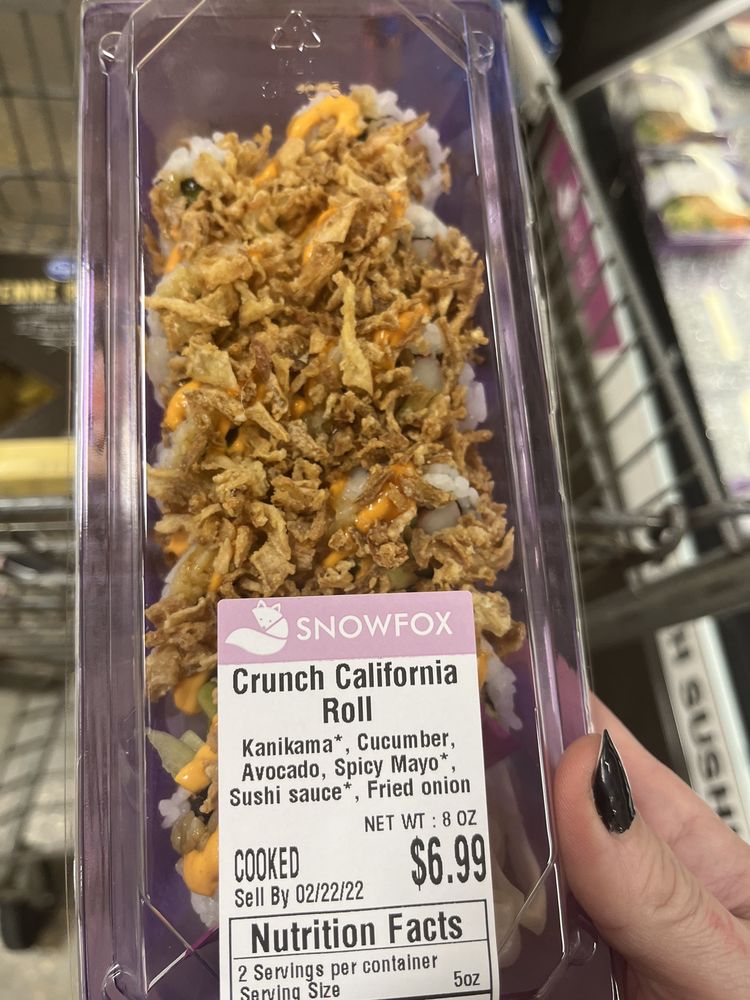 SNOWFOX
Crunch California
Roll
Kanikama*, Cucumber,
Avocado, Spicy Mayo*,
Sushi sauce*, Fried onion
NET WT : 8 OZ
COOKED
$6.99
Sell By 02/22/22
Nutrition Facts
2 Servings per container
Serving Size 5oz
H SUSH